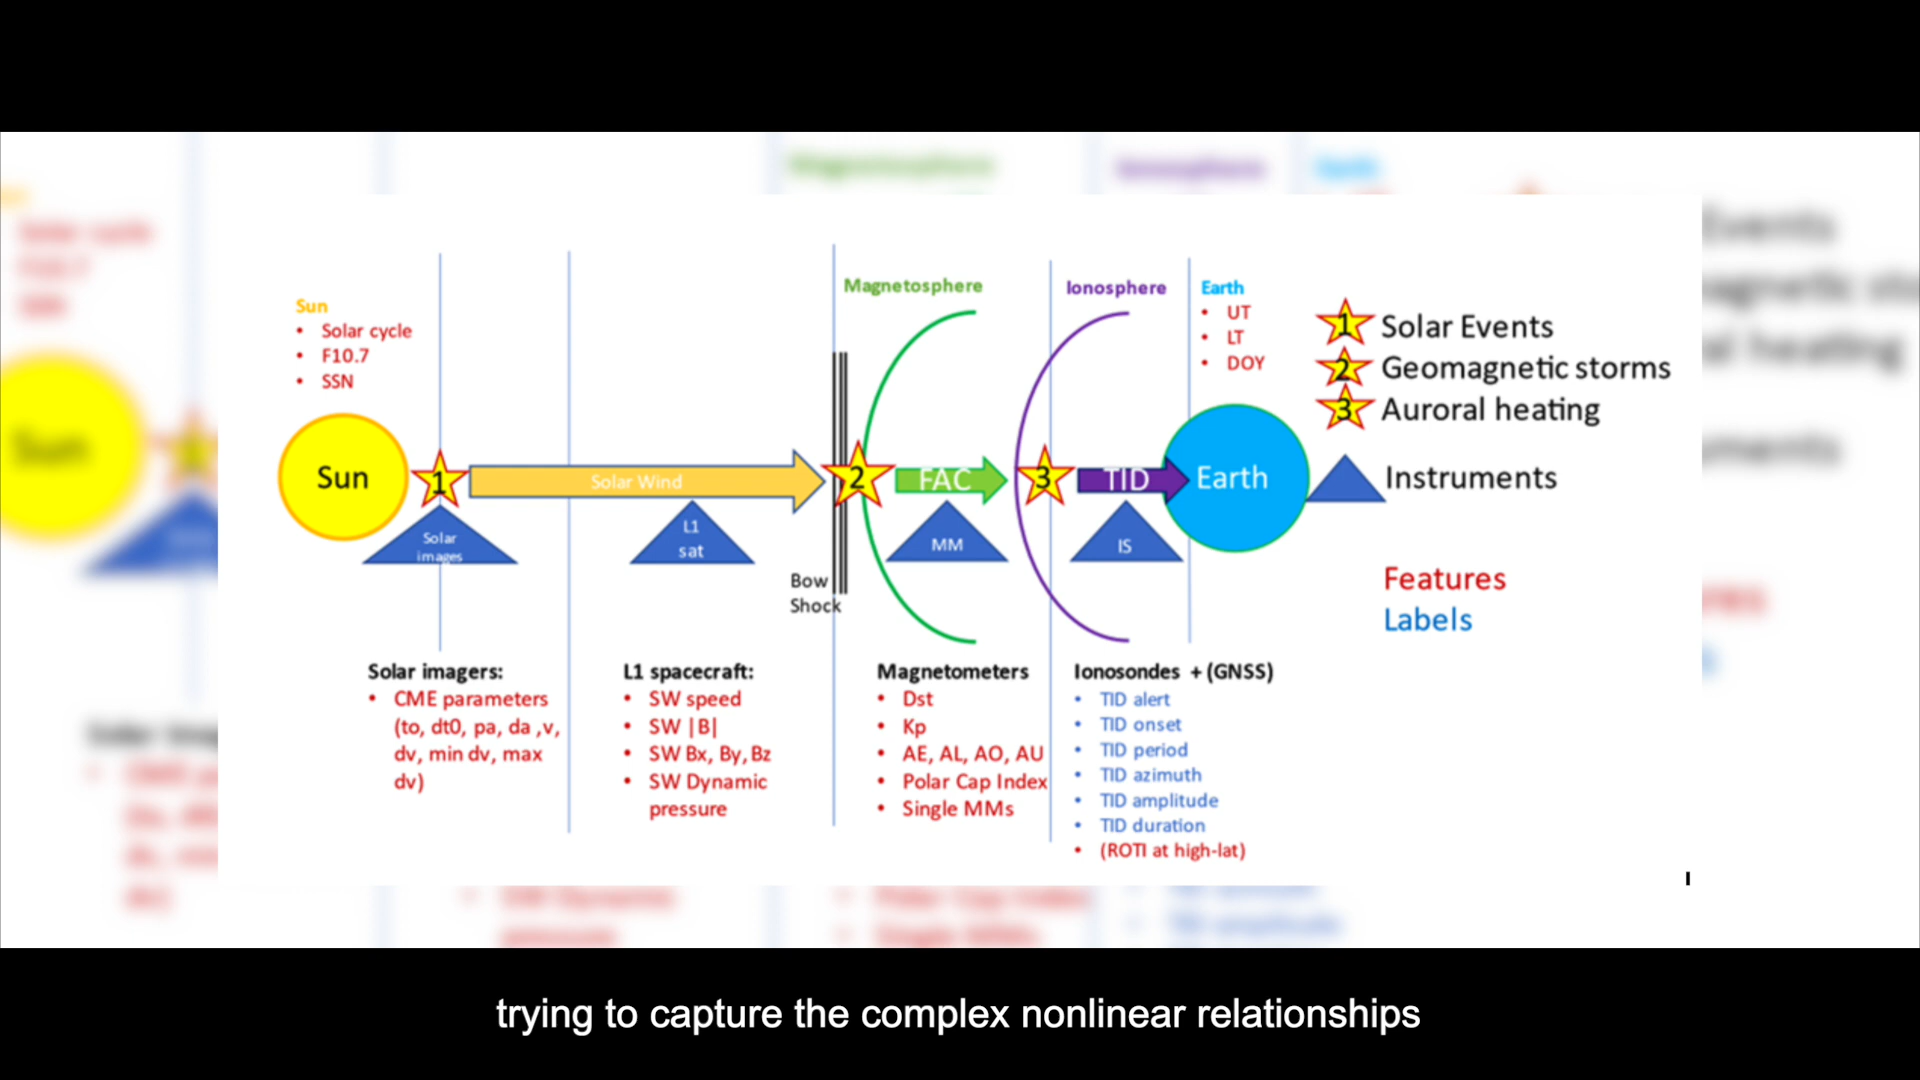 Magnetosphere
Ionosphere
Earth
Sun
• Solar cycle
• F10.7
• SSN
• UT
• LT
• DOY
1 Solar Events
2 Geomagnetic storms
3 Auroral heating
Sun
1
Solar Wind
2
FAC
3
TID
Earth
Instruments
Solar
images
L1
sat
MM
IS
Bow
Shock
Features
Labels
Solar imagers:
• CME parameters
(to, dt0, pa, da ,v,
dv, min dv, max
dv)
L1 spacecraft:
• SW speed
• SW |B|
• SW Bx, By, Bz
• SW Dynamic
pressure
Magnetometers
• Dst
• Kp
• AE, AL, AO, AU
• Polar Cap Index
• Single MMs
Ionosondes + (GNSS)
• TID alert
• TID onset
• TID period
• TID azimuth
• TID amplitude
• TID duration
• (ROTI at high-lat)
trying to capture the complex nonlinear relationships